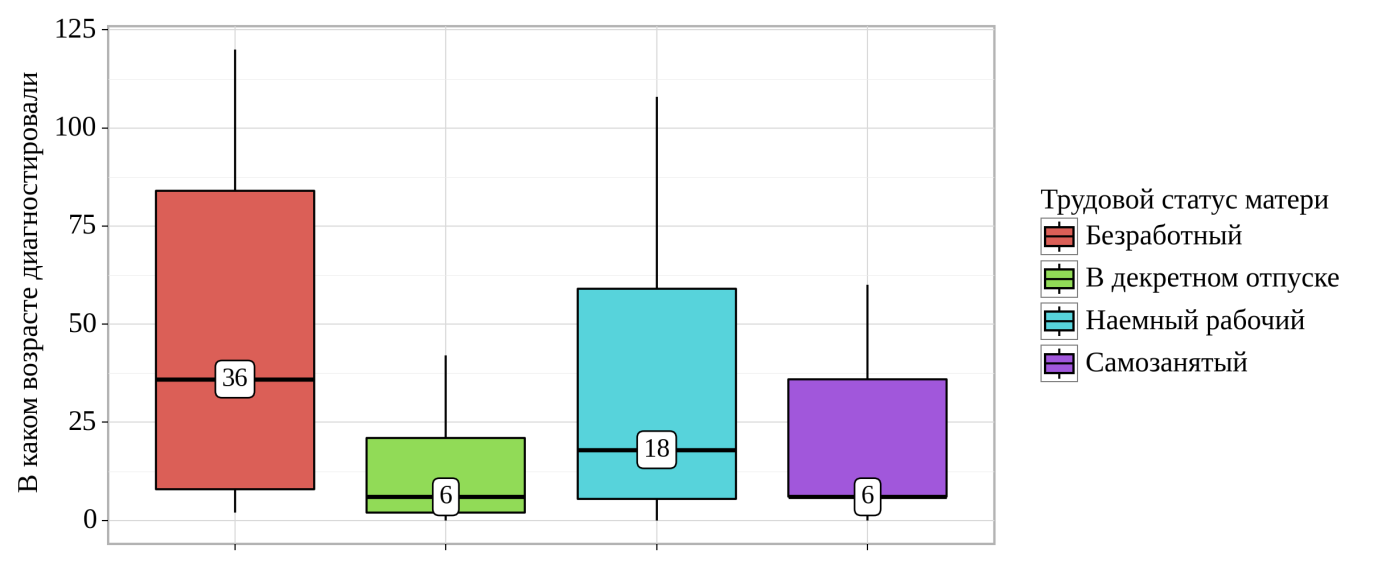 В каком возрасте диагностировали
125
100
75
50
25
0
36
6
18
6
Трудовой статус матери
Безработный
В декретном отпуске
Наемный рабочий
Самозанятый